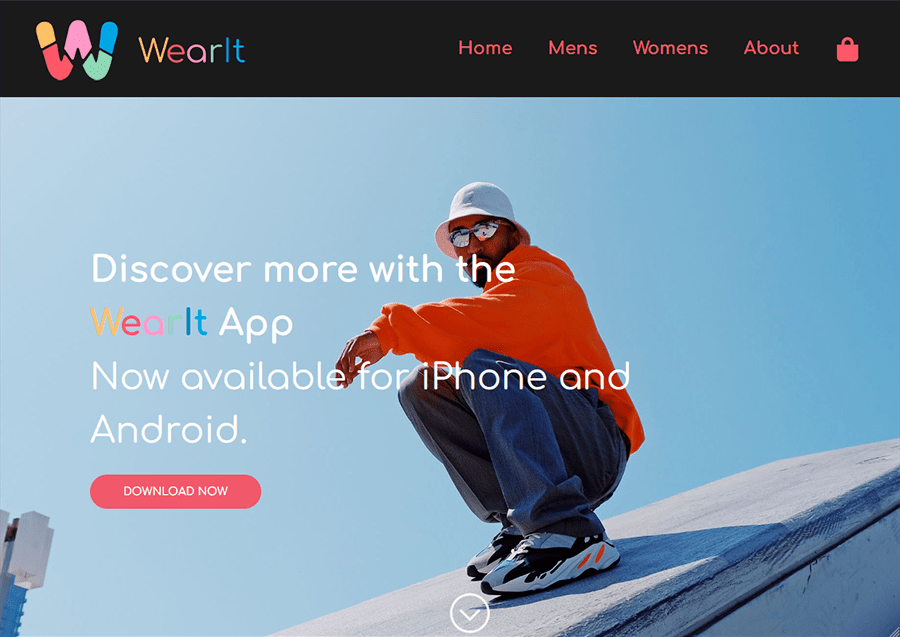 WearIt
Home Mens Womens About
Discover more with the
WearIt App
Now available for iPhone and
Android.
DOWNLOAD NOW